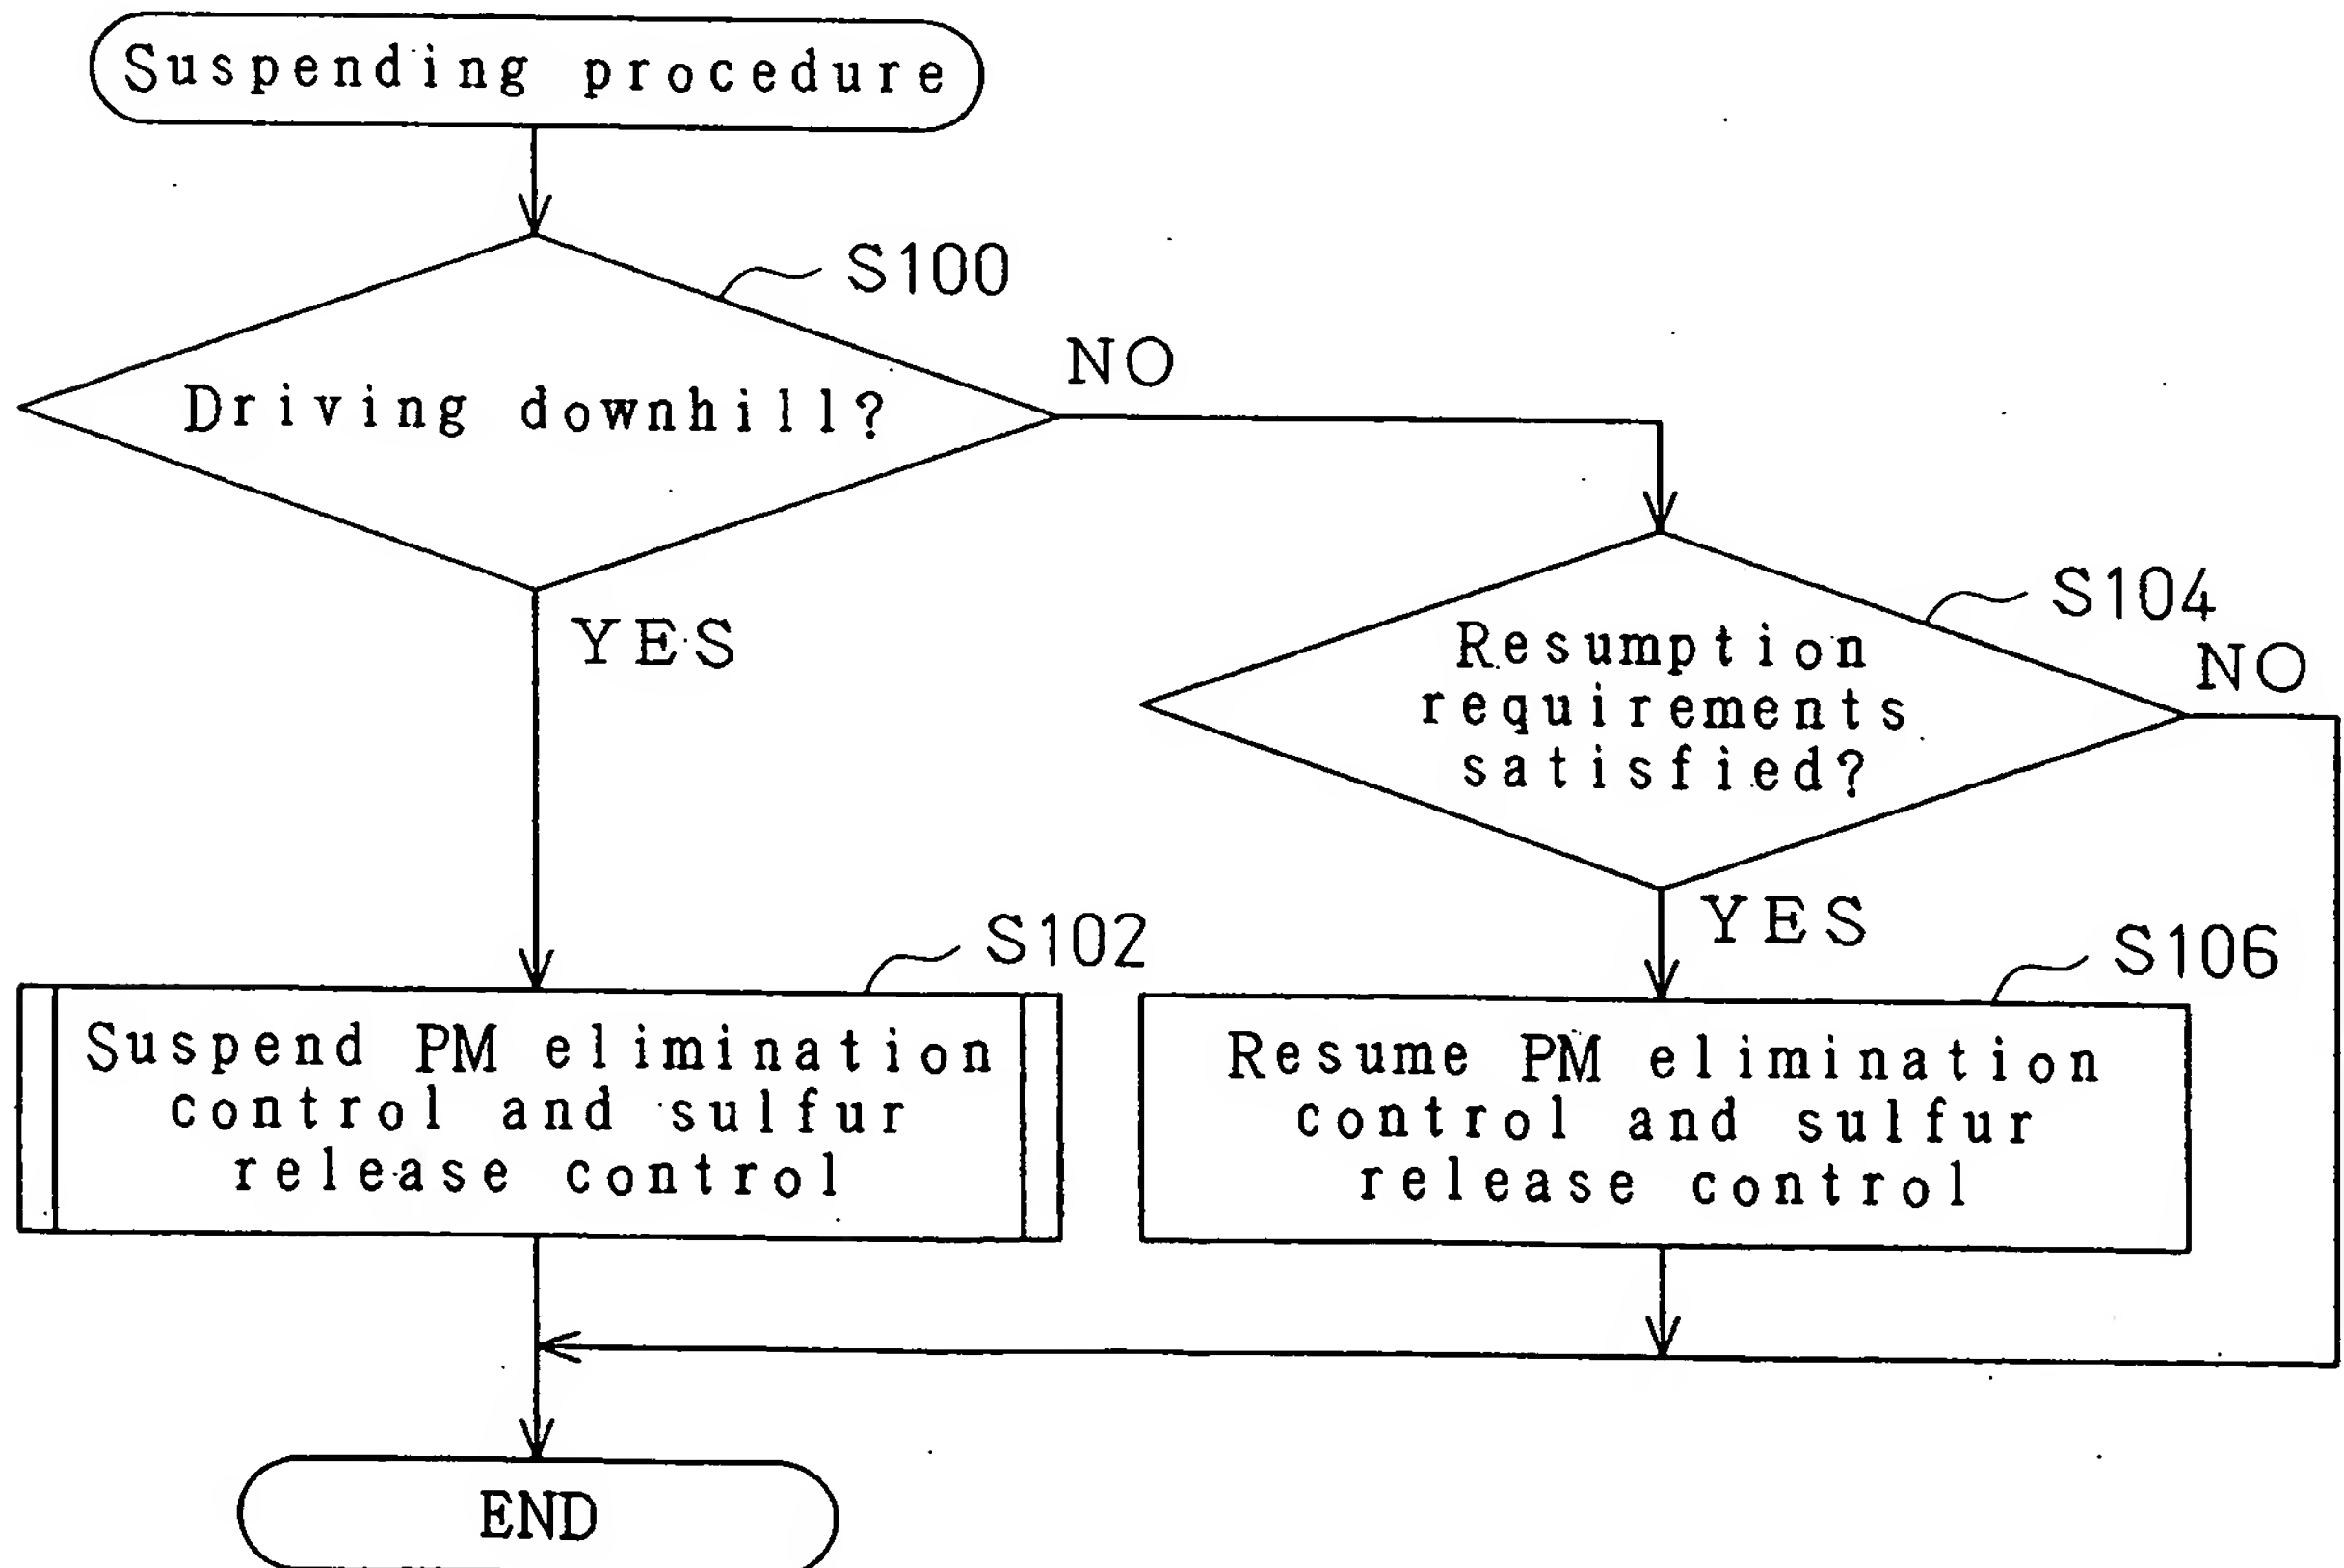 Suspending procedure
S100
Driving downhill?
NO
YES
S104
Resumption
requirements
satisfied?
NO
YES
S102
Suspend PM elimination
control and sulfur
release control
S106
Resume PM elimination
control and sulfur
release control
END